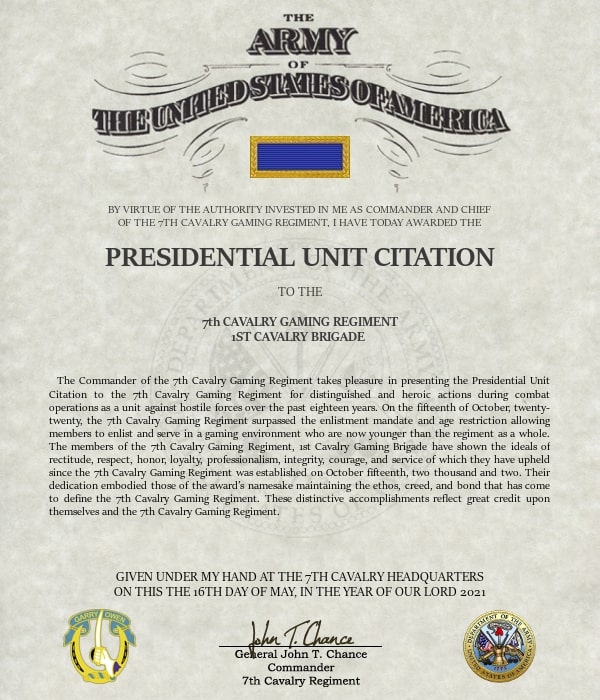 THE
ARMY
OF
THE UNITED STATES OF AMERICA
BY VIRTUE OF THE AUTHORITY INVESTED IN ME AS COMMANDER AND CHIEF
OF THE 7TH CAVALRY GAMING REGIMENT, I HAVE TODAY AWARDED THE
PRESIDENTIAL UNIT CITATION
TO THE
7th CAVALRY GAMING REGIMENT
1ST CAVALRY BRIGADE
The Commander of the 7th Cavalry Gaming Regiment takes pleasure in presenting the Presidential Unit
Citation to the 7th Cavalry Gaming Regiment for distinguished and heroic actions during combat
operations as a unit against hostile forces over the past eighteen years. On the fifteenth of October, twenty-
twenty, the 7th Cavalry Gaming Regiment surpassed the enlistment mandate and age restriction allowing
members to enlist and serve in a gaming environment who are now younger than the regiment as a whole.
The members of the 7th Cavalry Gaming Regiment, 1st Cavalry Gaming Brigade have shown the ideals of
rectitude, respect, honor, loyalty, professionalism, integrity, courage, and service of which they have upheld
since the 7th Cavalry Gaming Regiment was established on October fifteenth, two thousand and two. Their
dedication embodied those of the award's namesake maintaining the ethos, creed, and bond that has come
to define the 7th Cavalry Gaming Regiment. These distinctive accomplishments reflect great credit upon
themselves and the 7th Cavalry Gaming Regiment.
GIVEN UNDER MY HAND AT THE 7TH CAVALRY HEADQUARTERS
ON THIS THE 16TH DAY OF MAY, IN THE YEAR OF OUR LORD 2021
GARRY OWEN
John T. Chance
General John T. Chance
Commander
7th Cavalry Regiment
DEPARTMENT OF THE ARMY
UNITED STATES OF AMERICA